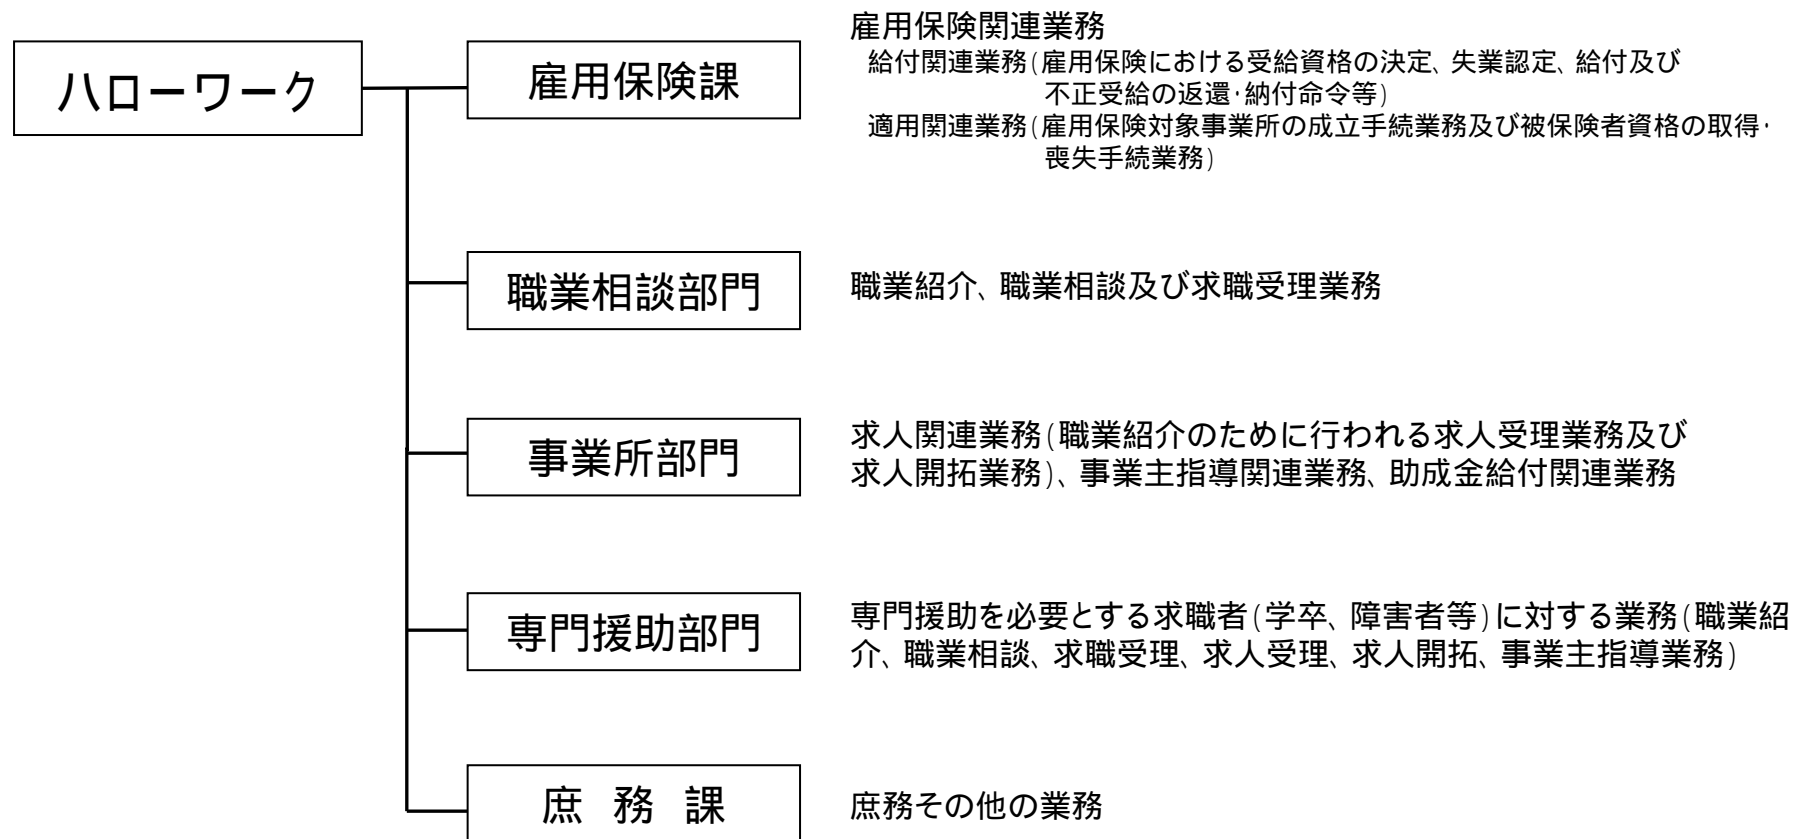 ハローワーク
雇用保険課
雇用保険関連業務
給付関連業務(雇用保険における受給資格の決定、失業認定、給付及び
不正受給の返還・納付命令等)
適用関連業務(雇用保険対象事業所の成立手続業務及び被保険者資格の取得・
喪失手続業務)
職業相談部門
職業紹介、職業相談及び求職受理業務
事業所部門
求人関連業務(職業紹介のために行われる求人受理業務及び
求人開拓業務)、事業主指導関連業務、助成金給付関連業務
専門援助部門
専門援助を必要とする求職者(学卒、障害者等)に対する業務(職業紹
介、職業相談、求職受理、求人受理、求人開拓、事業主指導業務)
庶 務 課
庶務その他の業務